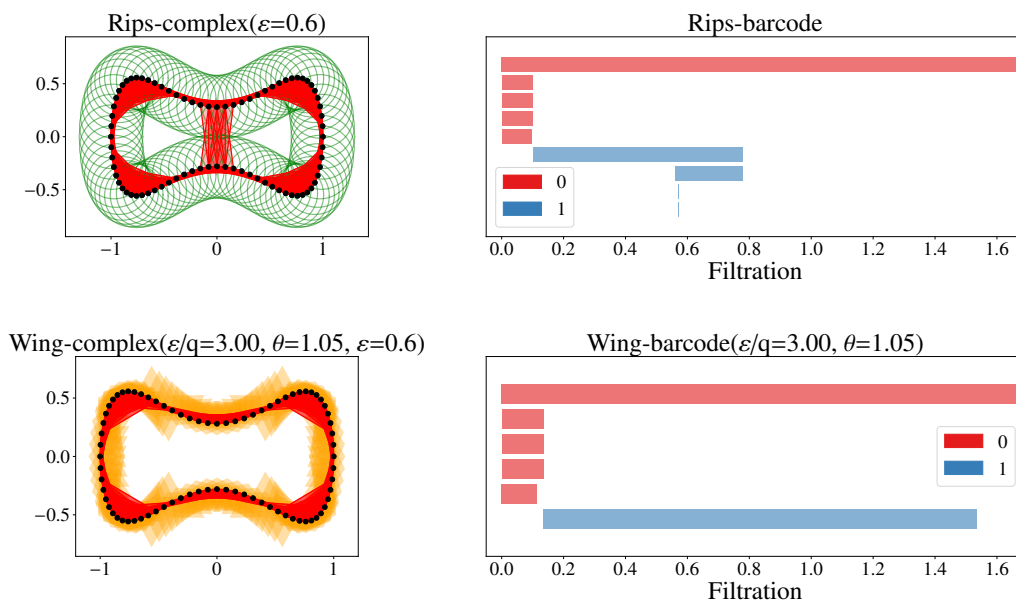 Rips-complex(ε=0.6)
0.5
0.0
−0.5
−1
0
1
Rips-barcode
0
1
0.0 0.2 0.4 0.6 0.8 1.0 1.2 1.4 1.6
Filtration
Wing-complex(ε/q=3.00, θ=1.05, ε=0.6)
0.5
0.0
−0.5
−1
0
1
Wing-barcode(ε/q=3.00, θ=1.05)
0
1
0.0 0.2 0.4 0.6 0.8 1.0 1.2 1.4 1.6
Filtration